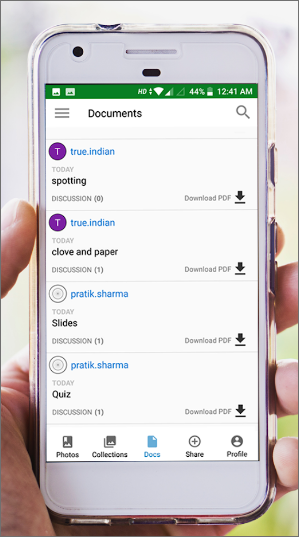 HD 44% 12:41 AM
Documents
T true.indian
TODAY
spotting
DISCUSSION (0) Download PDF
T true.indian
TODAY
clove and paper
DISCUSSION (1) Download PDF
pratik.sharma
TODAY
Slides
DISCUSSION (1) Download PDF
pratik.sharma
TODAY
Quiz
DISCUSSION (1) Download PDF
Photos Collections Docs Share Profile